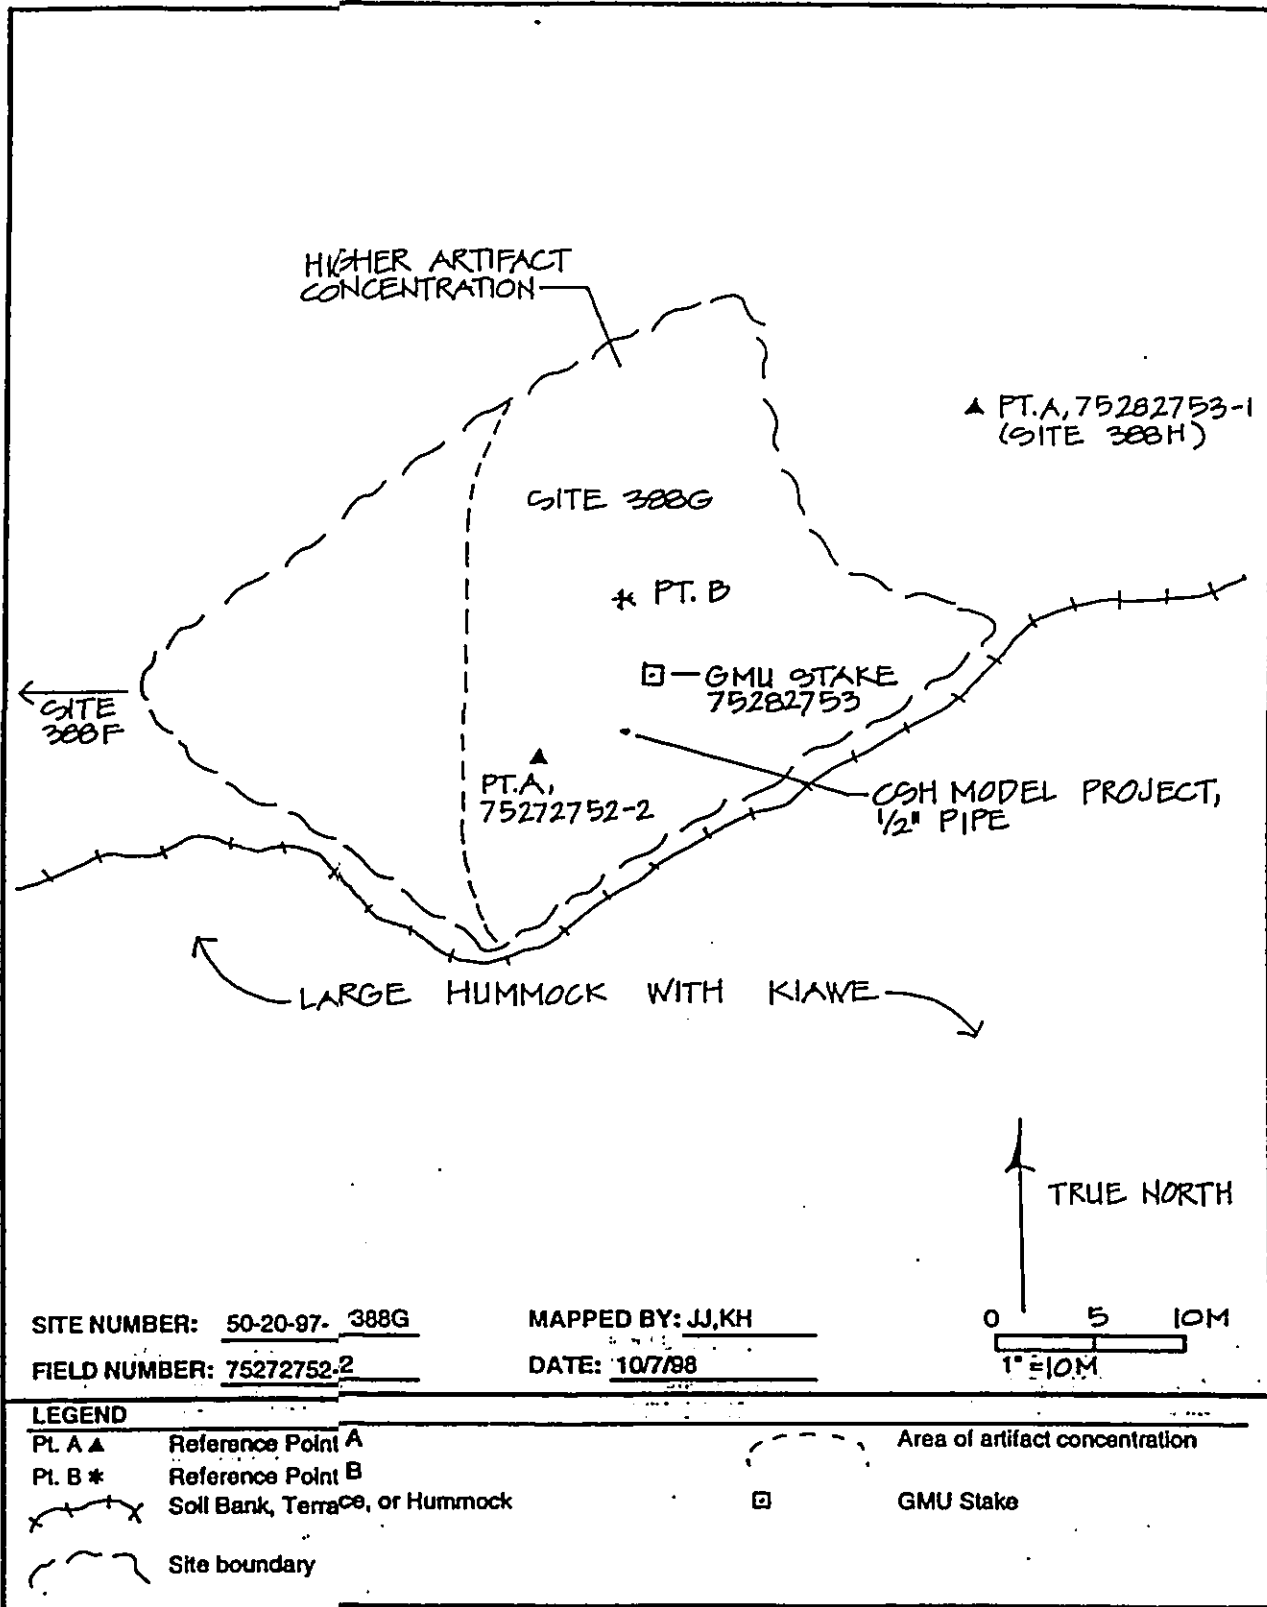 HIGHER ARTIFACT
CONCENTRATION
PT.A, 75282753-1
(SITE 388H)
SITE 388G
PT. B
GMU STAKE
75282753
SITE
388F
PT.A,
75272752-2
CSH MODEL PROJECT,
1/2" PIPE
LARGE HUMMOCK WITH KIAWE
TRUE NORTH
SITE NUMBER: 50-20-97- 388G
MAPPED BY: JJ,KH
0 5 10M
FIELD NUMBER: 75272752-2
DATE: 10/7/98
1" = 10M
LEGEND
Pt. A ▲ Reference Point A
Area of artifact concentration
Pt. B * Reference Point B
Soil Bank, Terrace, or Hummock
GMU Stake
Site boundary